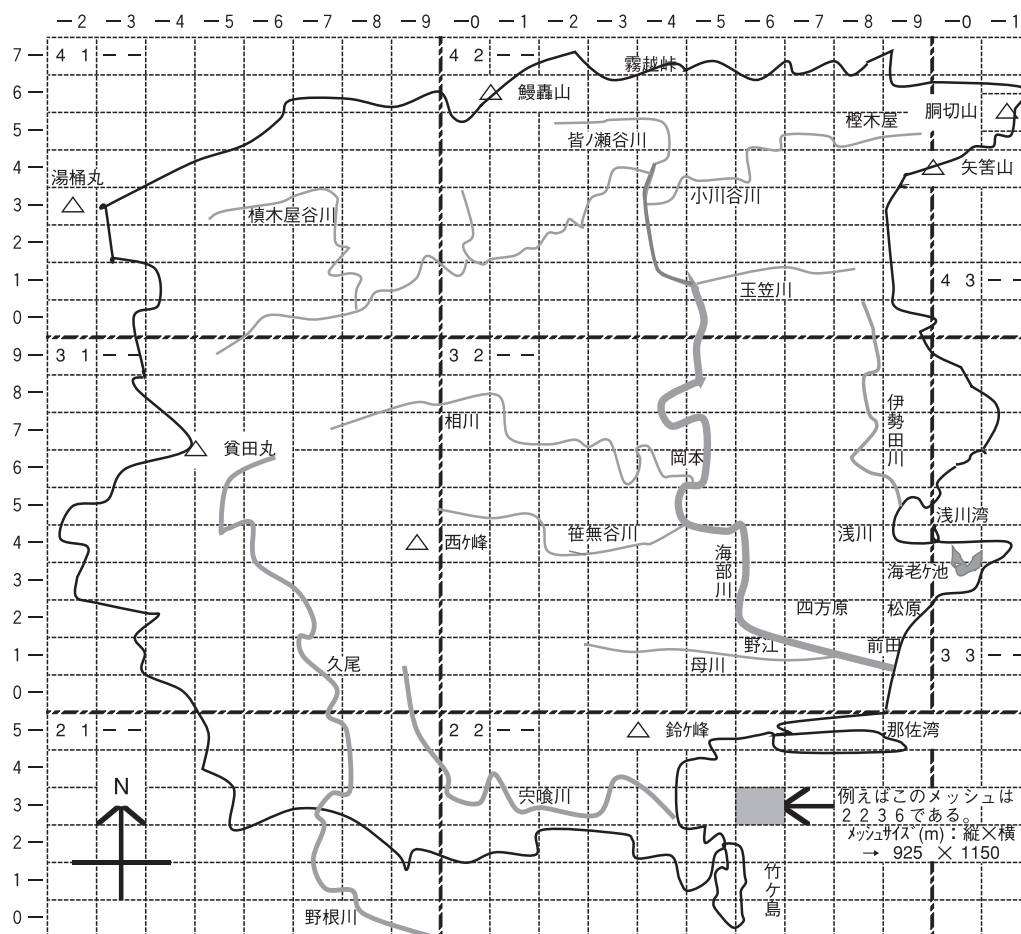 －2 －3 －4 －5 －6 －7 －8 －9 －0 －1 －2 －3 －4 －5 －6 －7 －8 －9 －0 －1
7－
4 1－－
4 2－－
霧越峠
6－
鰻轟山
胴切山
5－
樫木屋
皆ノ瀬谷川
4－
湯桶丸
矢筈山
3－
槙木屋谷川
小川谷川
2－
1－
玉笠川
4 3－－
0－
9－
3 1－－
3 2－－
8－
伊勢田川
7－
相川
貧田丸
6－
岡本
5－
浅川湾
笹無谷川
浅川
4－
西ケ峰
海部川
海老ケ池
3－
四方原
松原
2－
野江
前田
1－
久尾
母川
3 3－－
0－
5－
2 1－－
2 2－－
鈴ケ峰
那佐湾
4－
N
宍喰川
例えばこのメッシュは
3－
2 2 3 6である。
2－
メッシュサイズ(m)：縦×横
→ 925 × 1150
1－
竹ケ島
0－
野根川